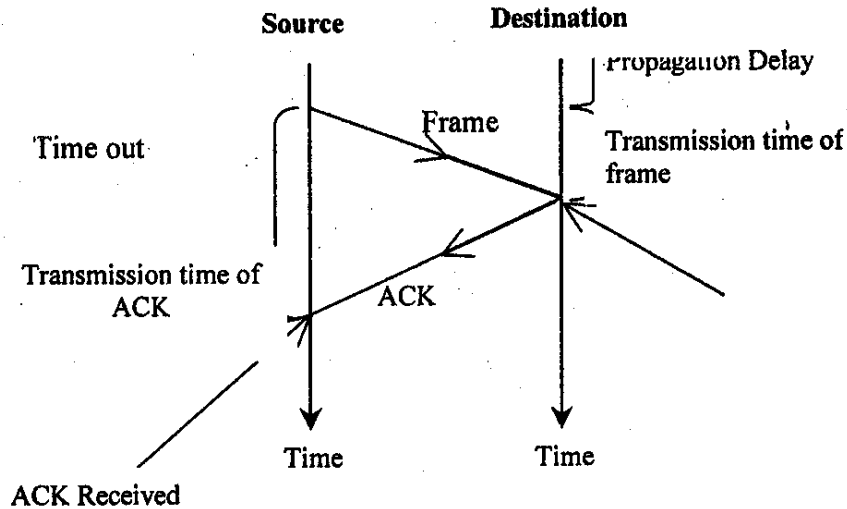 Source
Destination
Propagation Delay
Frame
Time out
Transmission time of
frame
Transmission time of
ACK
ACK
Time
Time
ACK Received